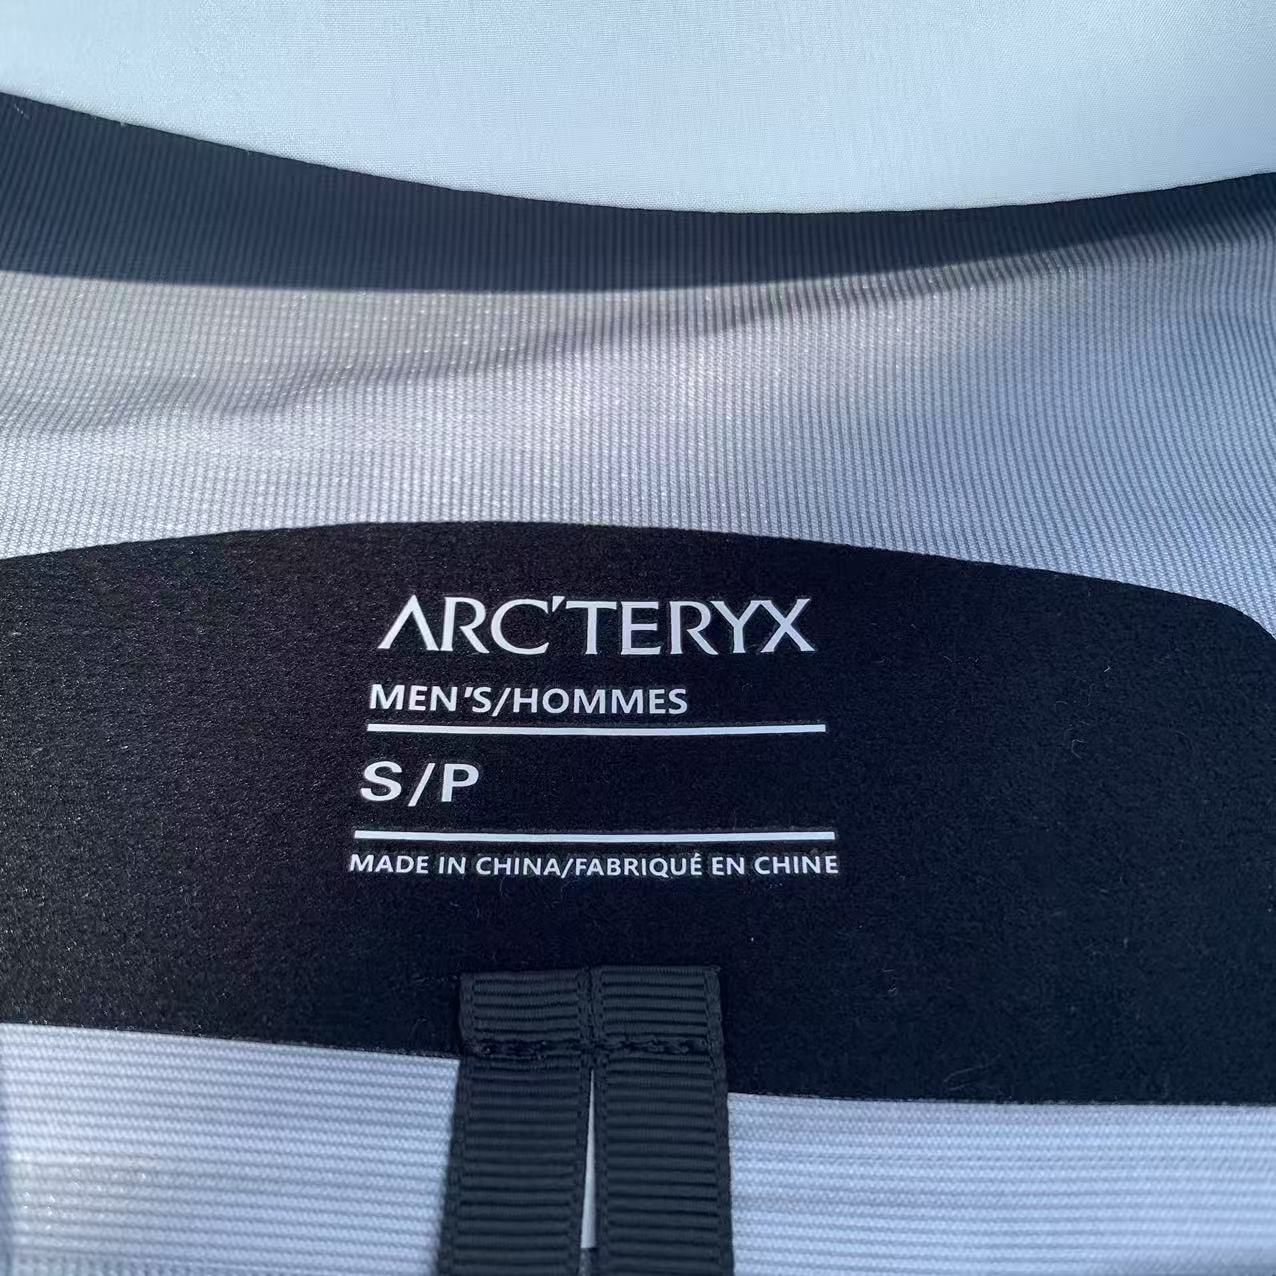 ARC'TERYX
MEN'S/HOMMES
S/P
MADE IN CHINA/FABRIQUÉ EN CHINE